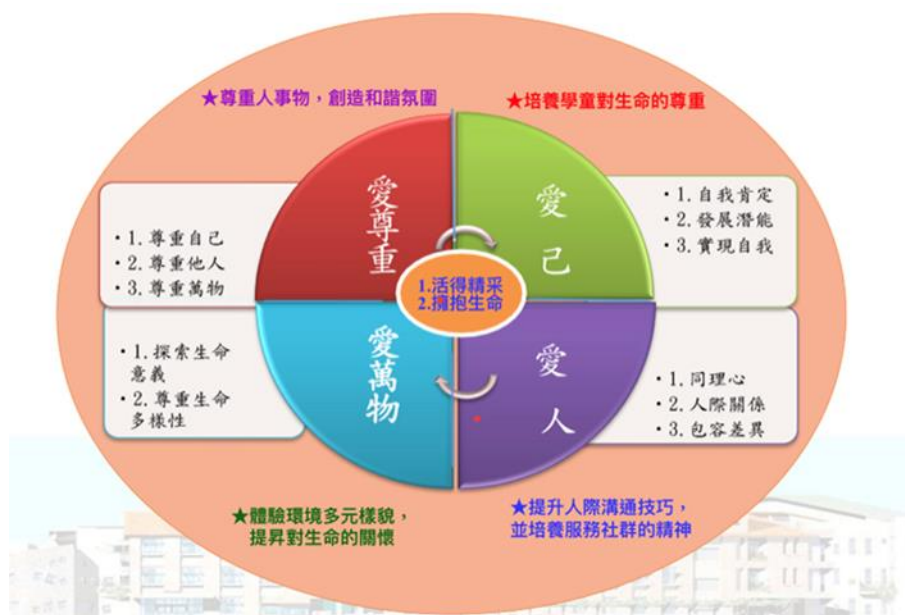 ★尊重人事物，創造和諧氛圍
★培養學童對生命的尊重
愛尊重
• 1. 尊重自己
• 2. 尊重他人
• 3. 尊重萬物
愛己
• 1. 自我肯定
• 2. 發展潛能
• 3. 實現自我
1.活得精采
2.擁抱生命
愛萬物
• 1. 探索生命
意義
• 2. 尊重生命
多樣性
愛人
• 1. 同理心
• 2. 人際關係
• 3. 包容差異
★體驗環境多元樣貌，
提昇對生命的關懷
★提升人際溝通技巧，
並培養服務社群的精神